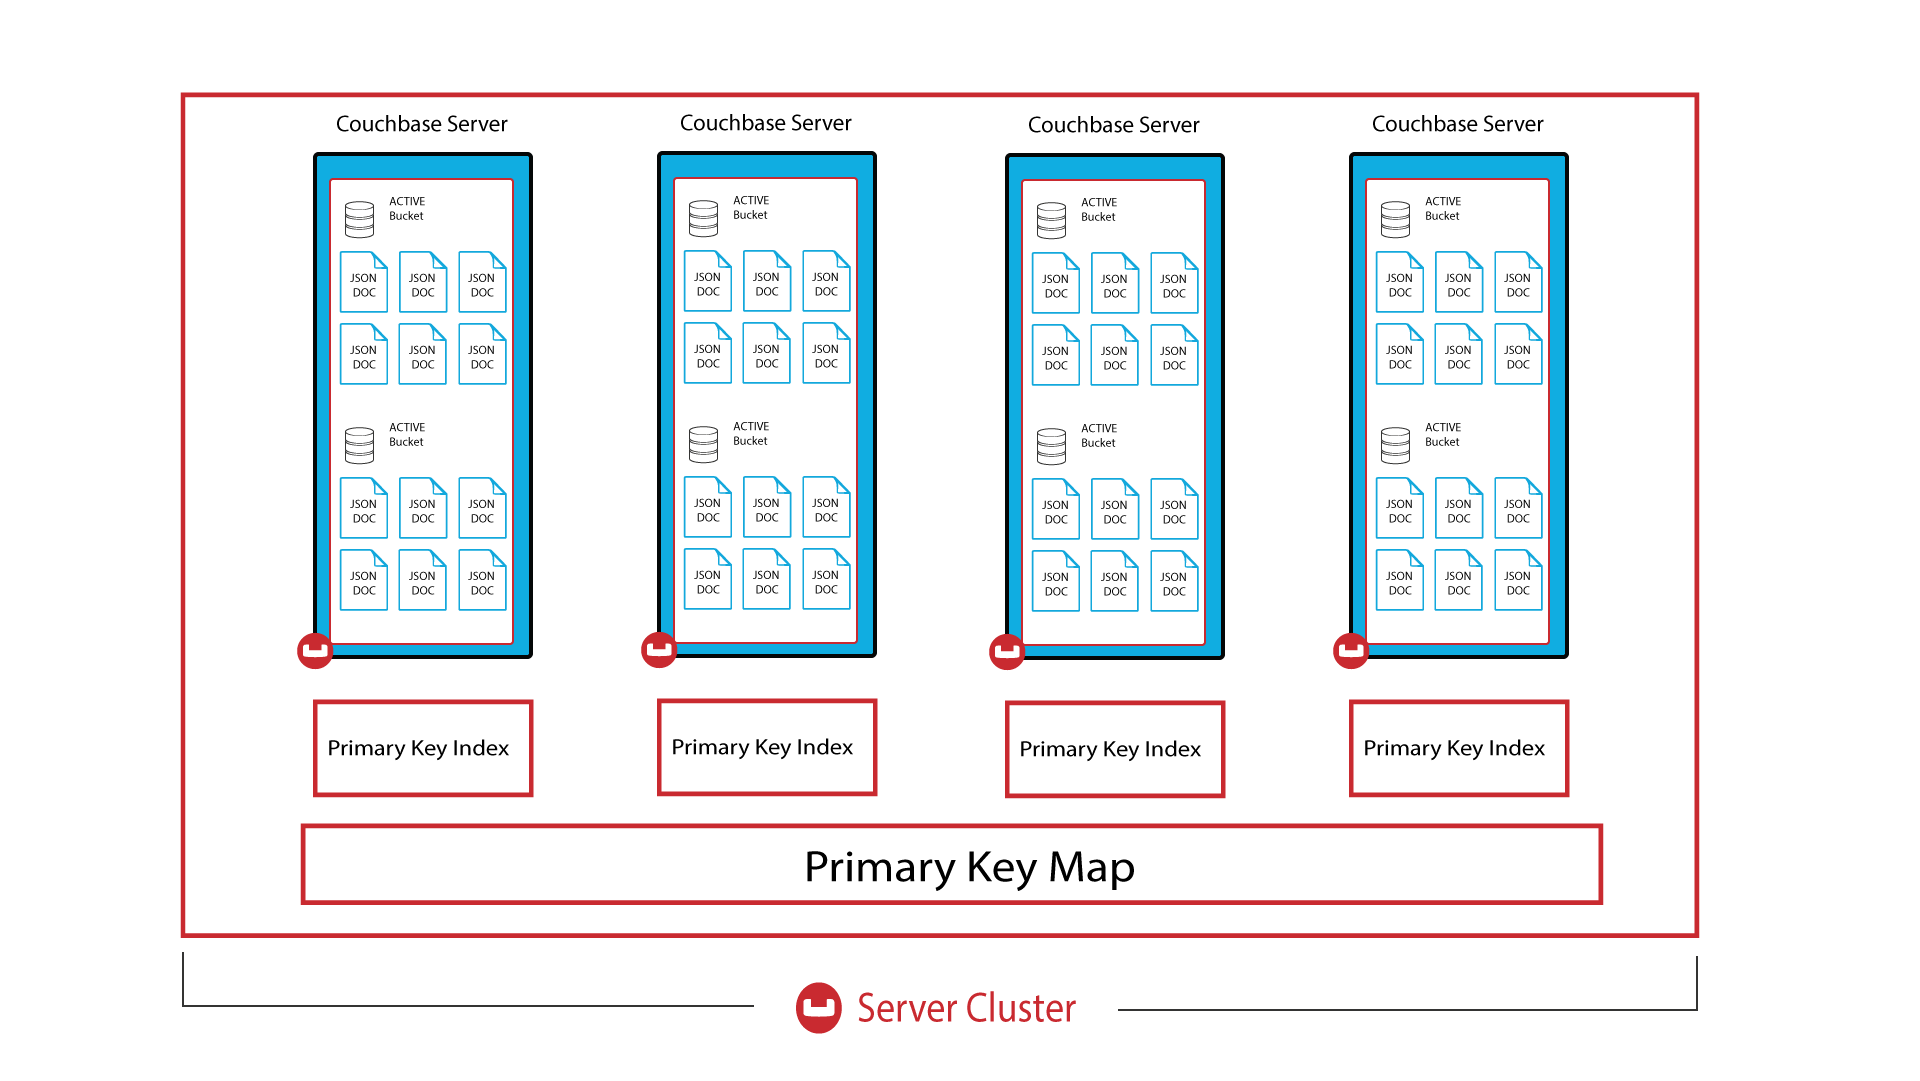 Couchbase Server Couchbase Server Couchbase Server Couchbase Server
ACTIVE ACTIVE ACTIVE ACTIVE
Bucket Bucket Bucket Bucket
JSON JSON JSON JSON JSON JSON JSON JSON JSON JSON JSON JSON
DOC DOC DOC DOC DOC DOC DOC DOC DOC DOC DOC DOC
JSON JSON JSON JSON JSON JSON JSON JSON JSON JSON JSON JSON
DOC DOC DOC DOC DOC DOC DOC DOC DOC DOC DOC DOC
ACTIVE ACTIVE ACTIVE ACTIVE
Bucket Bucket Bucket Bucket
JSON JSON JSON JSON JSON JSON JSON JSON JSON JSON JSON JSON
DOC DOC DOC DOC DOC DOC DOC DOC DOC DOC DOC DOC
JSON JSON JSON JSON JSON JSON JSON JSON JSON JSON JSON JSON
DOC DOC DOC DOC DOC DOC DOC DOC DOC DOC DOC DOC
Primary Key Index Primary Key Index Primary Key Index Primary Key Index
Primary Key Map
Server Cluster